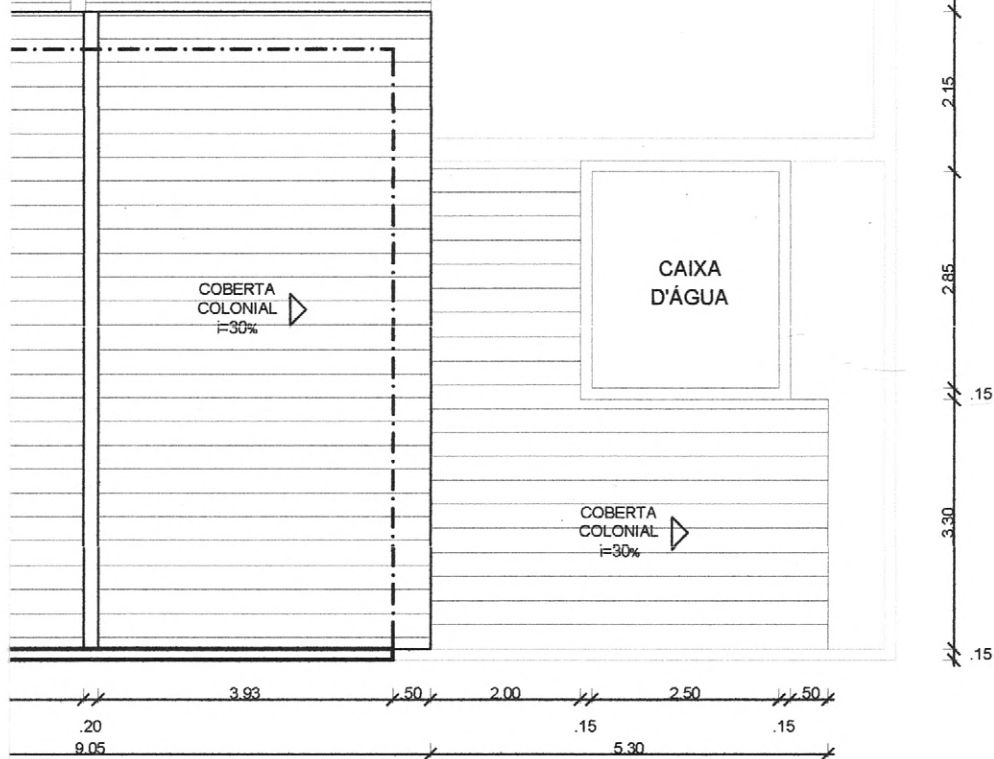 2.15
CAIXA
D'ÁGUA
2.85
COBERTA
COLONIAL
i=30%
.15
COBERTA
COLONIAL
i=30%
3.30
.15
3.93
.50
2.00
2.50
.50
.20
.15
.15
9.05
5.30